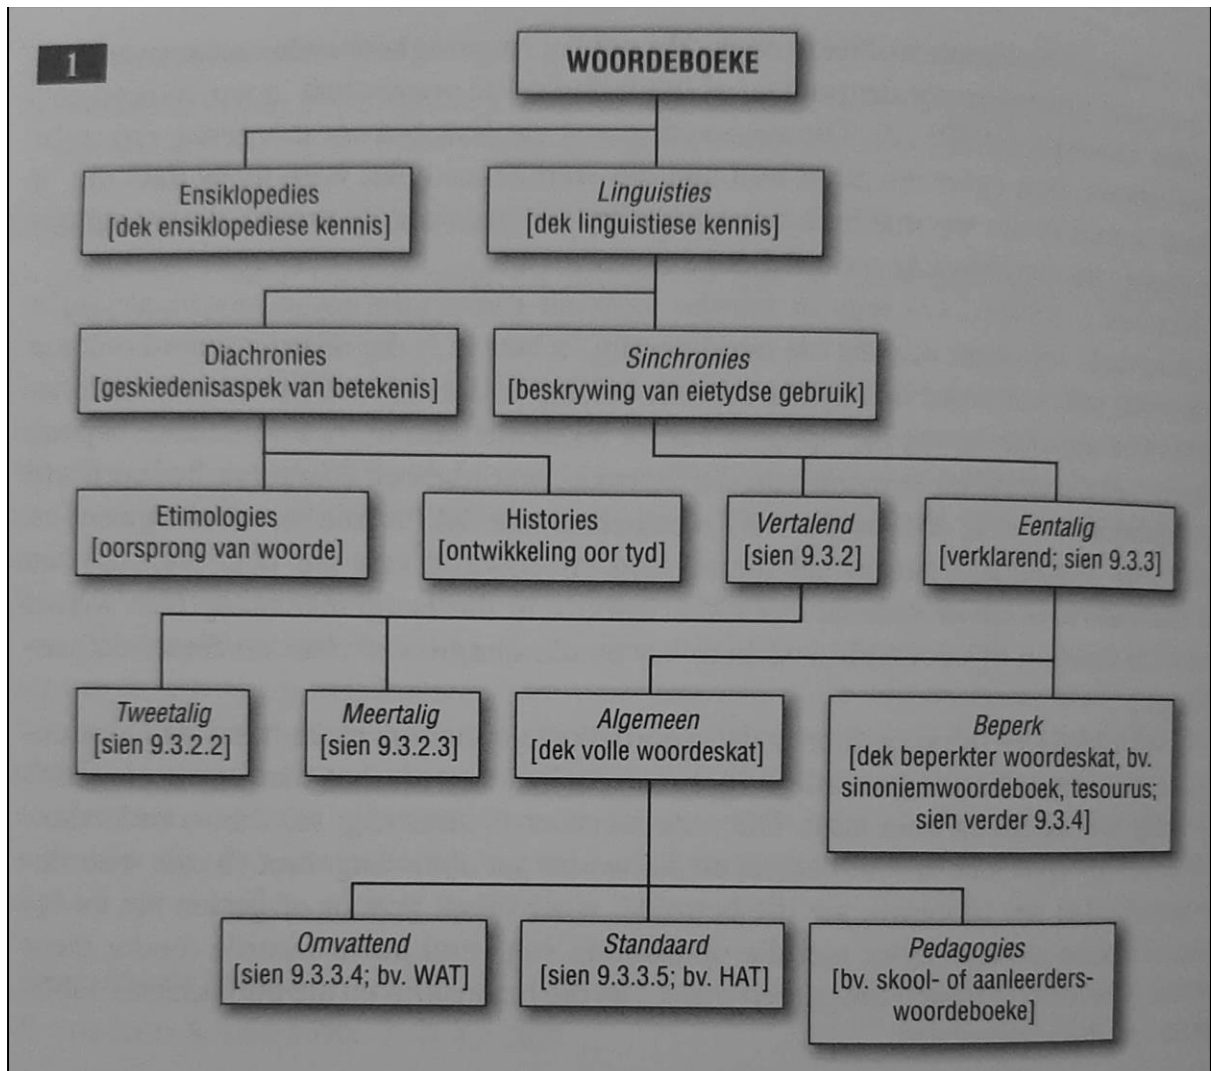 1
WOORDEBOEKE
Ensiklopedies
[dek ensiklopediese kennis]
Linguisties
[dek linguistiese kennis]
Diachronies
[geskiedenisaspek van betekenis]
Sinchronies
[beskrywing van eietydse gebruik]
Etimologies
[oorsprong van woorde]
Histories
[ontwikkeling oor tyd]
Vertalend
[sien 9.3.2]
Eentalig
[verklarend; sien 9.3.3]
Tweetalig
[sien 9.3.2.2]
Meertalig
[sien 9.3.2.3]
Algemeen
[dek volle woordeskat]
Beperk
[dek beperkter woordeskat, bv.
sinoniemwoordeboek, tesourus;
sien verder 9.3.4]
Omvattend
[sien 9.3.3.4; bv. WAT]
Standaard
[sien 9.3.3.5; bv. HAT]
Pedagogies
[bv. skool- of aanleerders-
woordeboeke]